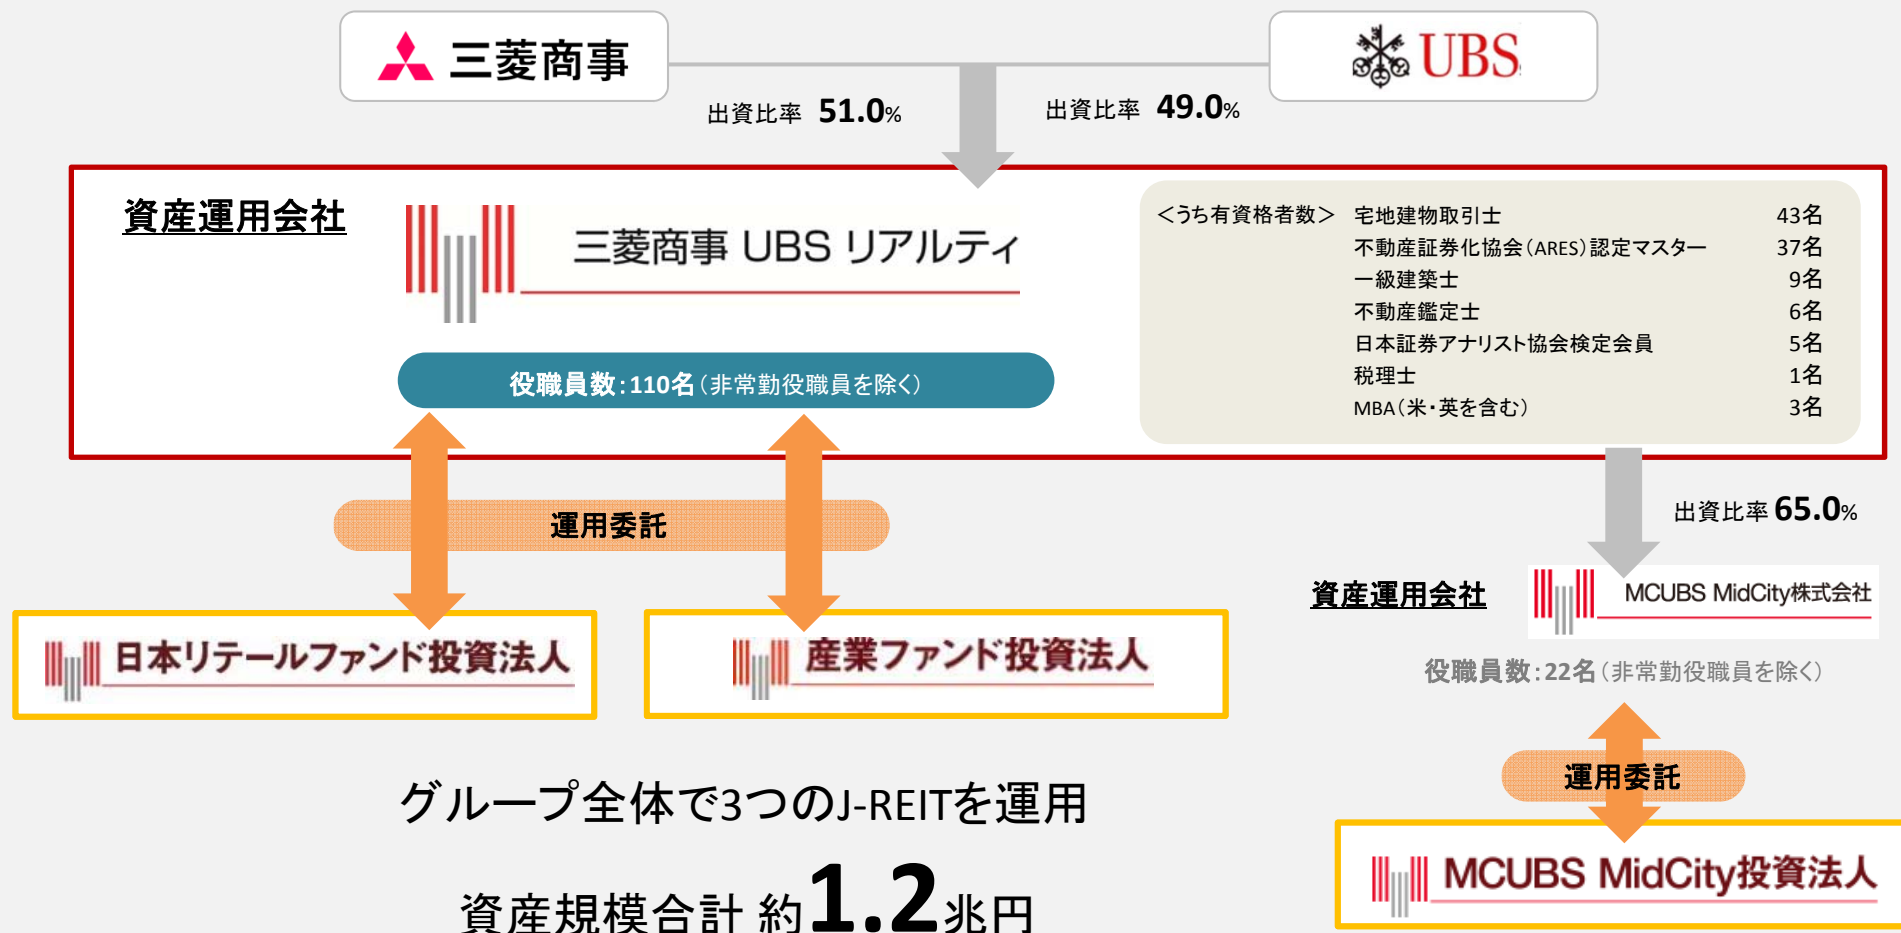 三菱商事
UBS
出資比率 51.0%
出資比率 49.0%
資産運用会社
三菱商事 UBS リアルティ
役職員数:110名(非常勤役職員を除く)
<うち有資格者数> 宅地建物取引士 43名
不動産証券化協会(ARES)認定マスター 37名
一級建築士 9名
不動産鑑定士 6名
日本証券アナリスト協会検定会員 5名
税理士 1名
MBA(米・英を含む) 3名
運用委託
日本リテールファンド投資法人
産業ファンド投資法人
出資比率 65.0%
資産運用会社
MCUBS MidCity株式会社
役職員数:22名(非常勤役職員を除く)
運用委託
MCUBS MidCity投資法人
グループ全体で3つのJ-REITを運用
資産規模合計 約1.2兆円